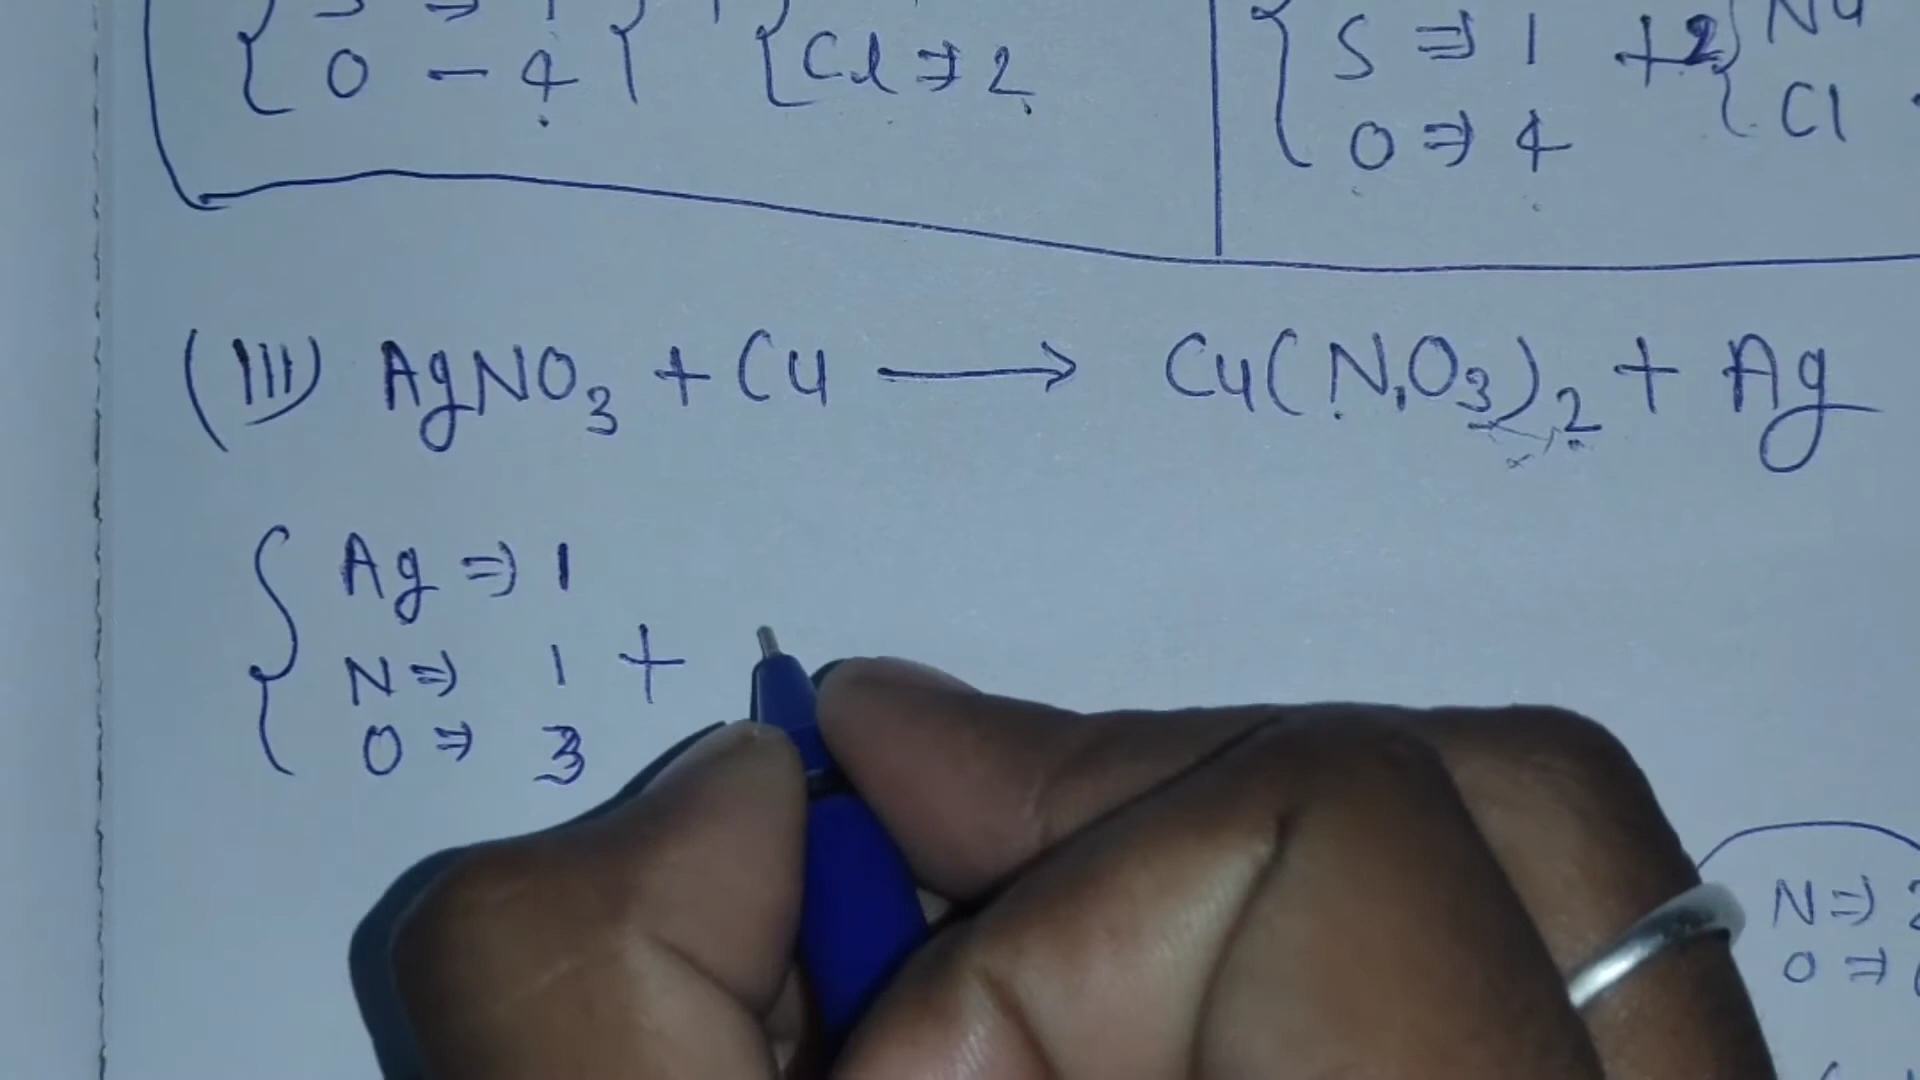 O - 4 Cl ⇒ 2
S ⇒ 1 + 2
O ⇒ 4 Cl
(III) AgNO₃ + Cu ⟶ Cu(NO₃)₂ + Ag
Ag ⇒ 1
N ⇒ 1 +
O ⇒ 3
N ⇒
O ⇒